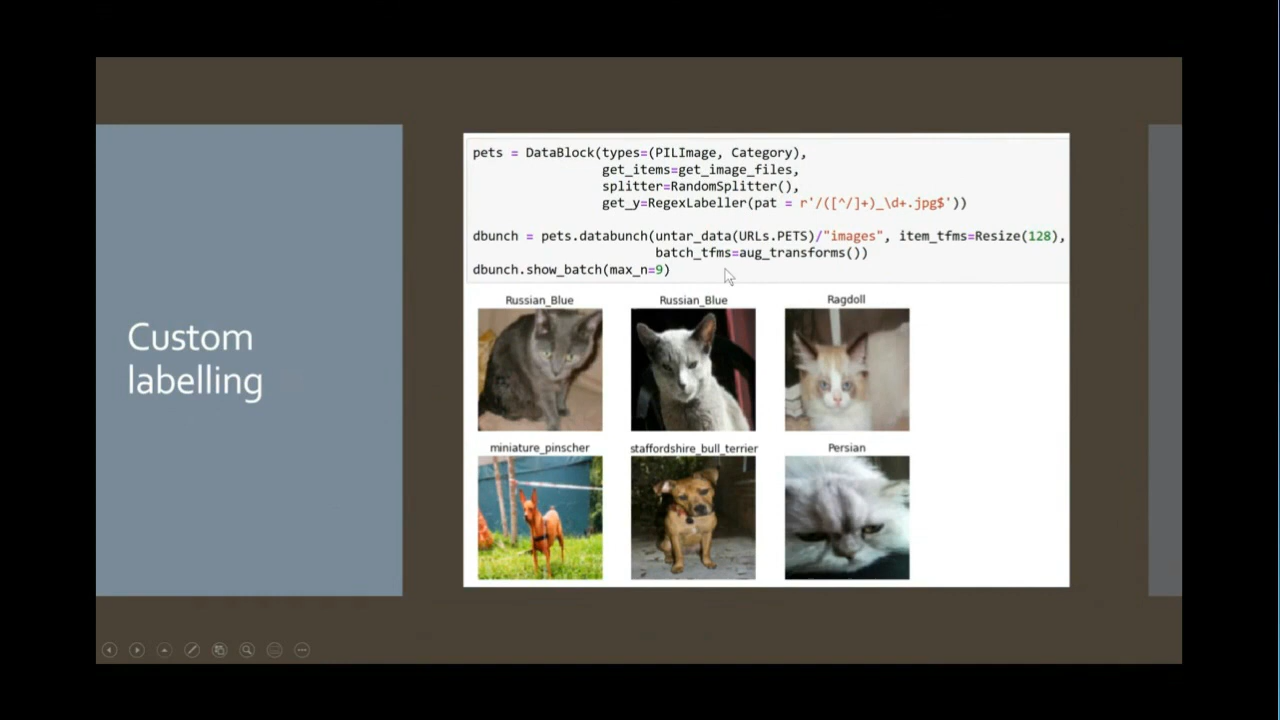 Custom
labelling
pets = DataBlock(types=(PILImage, Category),
get_items=get_image_files,
splitter=RandomSplitter(),
get_y=RegexLabeller(pat = r'/([^/]+)_\d+.jpg$'))
dbunch = pets.databunch(untar_data(URLs.PETS)/"images", item_tfms=Resize(128),
batch_tfms=aug_transforms())
dbunch.show_batch(max_n=9)
Russian_Blue Russian_Blue Ragdoll
miniature_pinscher staffordshire_bull_terrier Persian